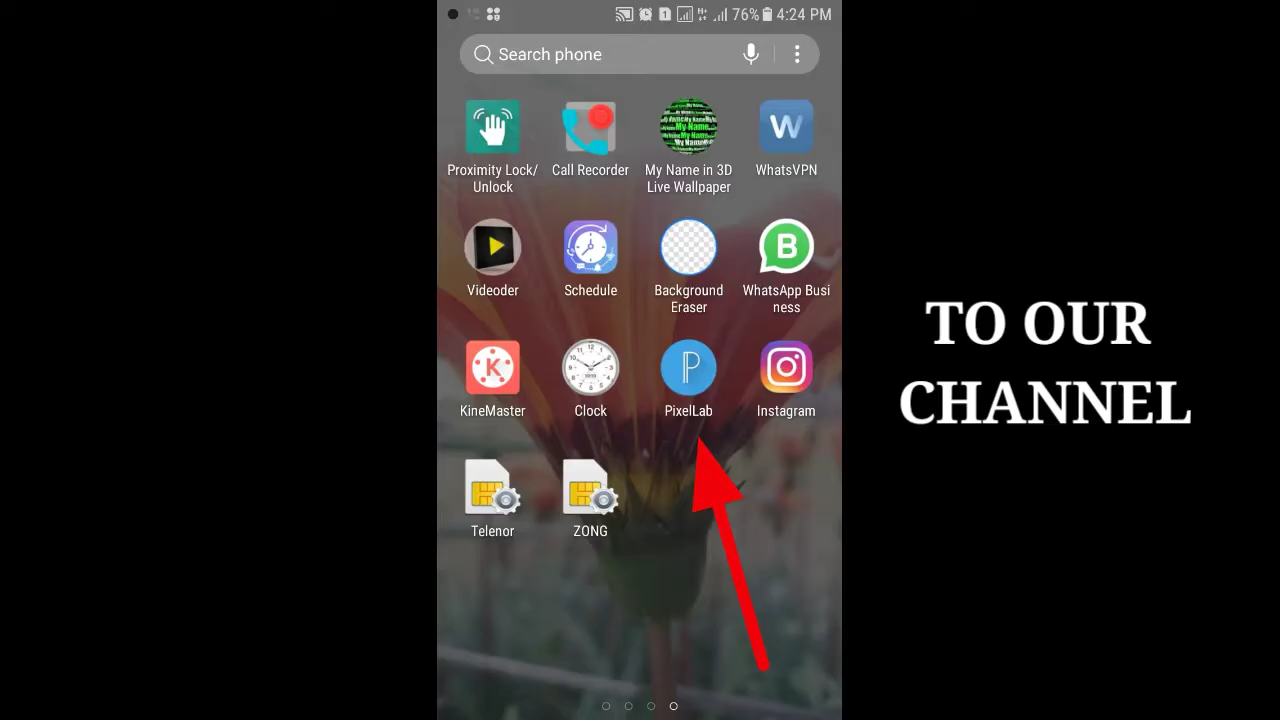 76% 4:24 PM
Search phone
Proximity Lock/
Unlock
Call Recorder
My Name in 3D
Live Wallpaper
WhatsVPN
Videoder
Schedule
Background
Eraser
WhatsApp Busi
ness
KineMaster
Clock
PixelLab
Instagram
Telenor
ZONG
TO OUR
CHANNEL